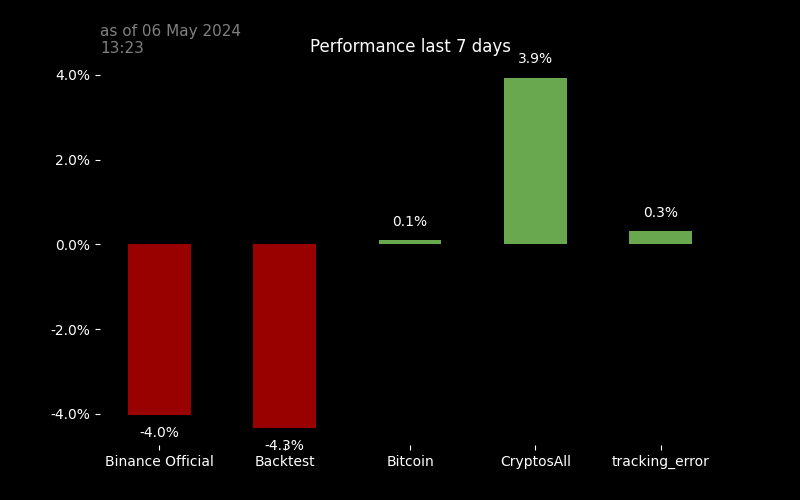 as of 06 May 2024
13:23
Performance last 7 days
3.9%
4.0%
2.0%
0.3%
0.1%
0.0%
-2.0%
-4.0%
-4.0%
-4.3%
Binance Official
Backtest
Bitcoin
CryptosAll
tracking_error